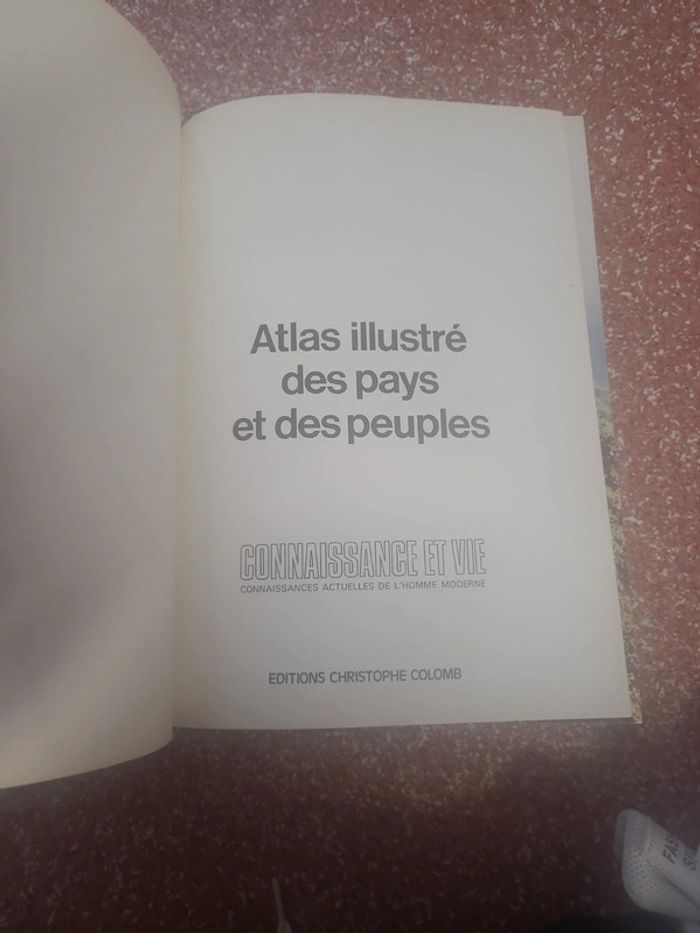 Atlas illustré
des pays
et des peuples
CONNAISSANCE ET VIE
CONNAISSANCES ACTUELLES DE L'HOMME MODERNE
EDITIONS CHRISTOPHE COLOMB